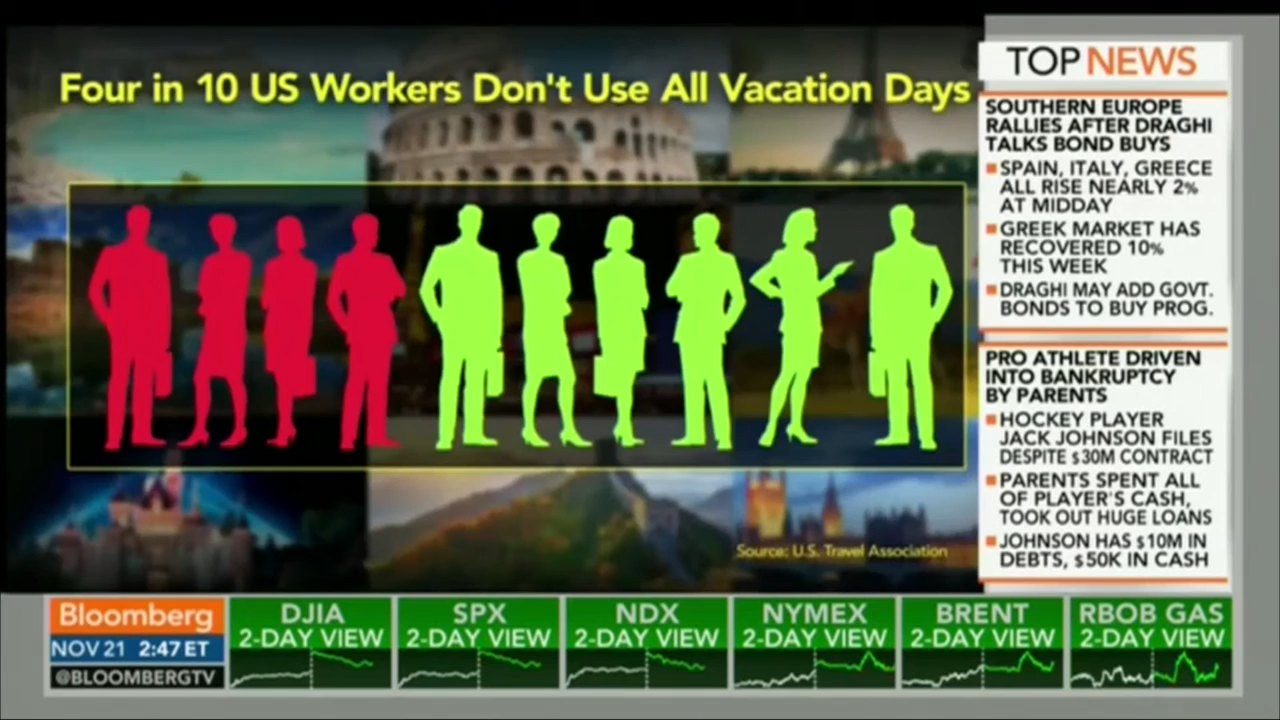 Four in 10 US Workers Don't Use All Vacation Days
Source: U.S. Travel Association
TOP NEWS
SOUTHERN EUROPE
RALLIES AFTER DRAGHI
TALKS BOND BUYS
SPAIN, ITALY, GREECE
ALL RISE NEARLY 2%
AT MIDDAY
GREEK MARKET HAS
RECOVERED 10%
THIS WEEK
DRAGHI MAY ADD GOVT.
BONDS TO BUY PROG.
PRO ATHLETE DRIVEN
INTO BANKRUPTCY
BY PARENTS
HOCKEY PLAYER
JACK JOHNSON FILES
DESPITE $30M CONTRACT
PARENTS SPENT ALL
OF PLAYER'S CASH,
TOOK OUT HUGE LOANS
JOHNSON HAS $10M IN
DEBTS, $50K IN CASH
Bloomberg
NOV 21 2:47 ET
@BLOOMBERGTV
DJIA
2-DAY VIEW
SPX
2-DAY VIEW
NDX
2-DAY VIEW
NYMEX
2-DAY VIEW
BRENT
2-DAY VIEW
RBOB GAS
2-DAY VIEW